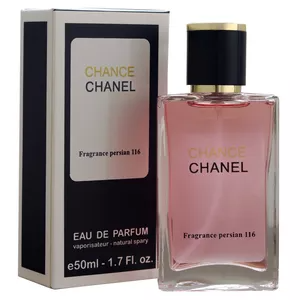 CHANCE
CHANEL
Fragrance persian 116
EAU DE PARFUM
vaporisateur - natural spary
e50ml - 1.7 Fl. oz.
CHANCE
CHANEL
Fragrance persian 116